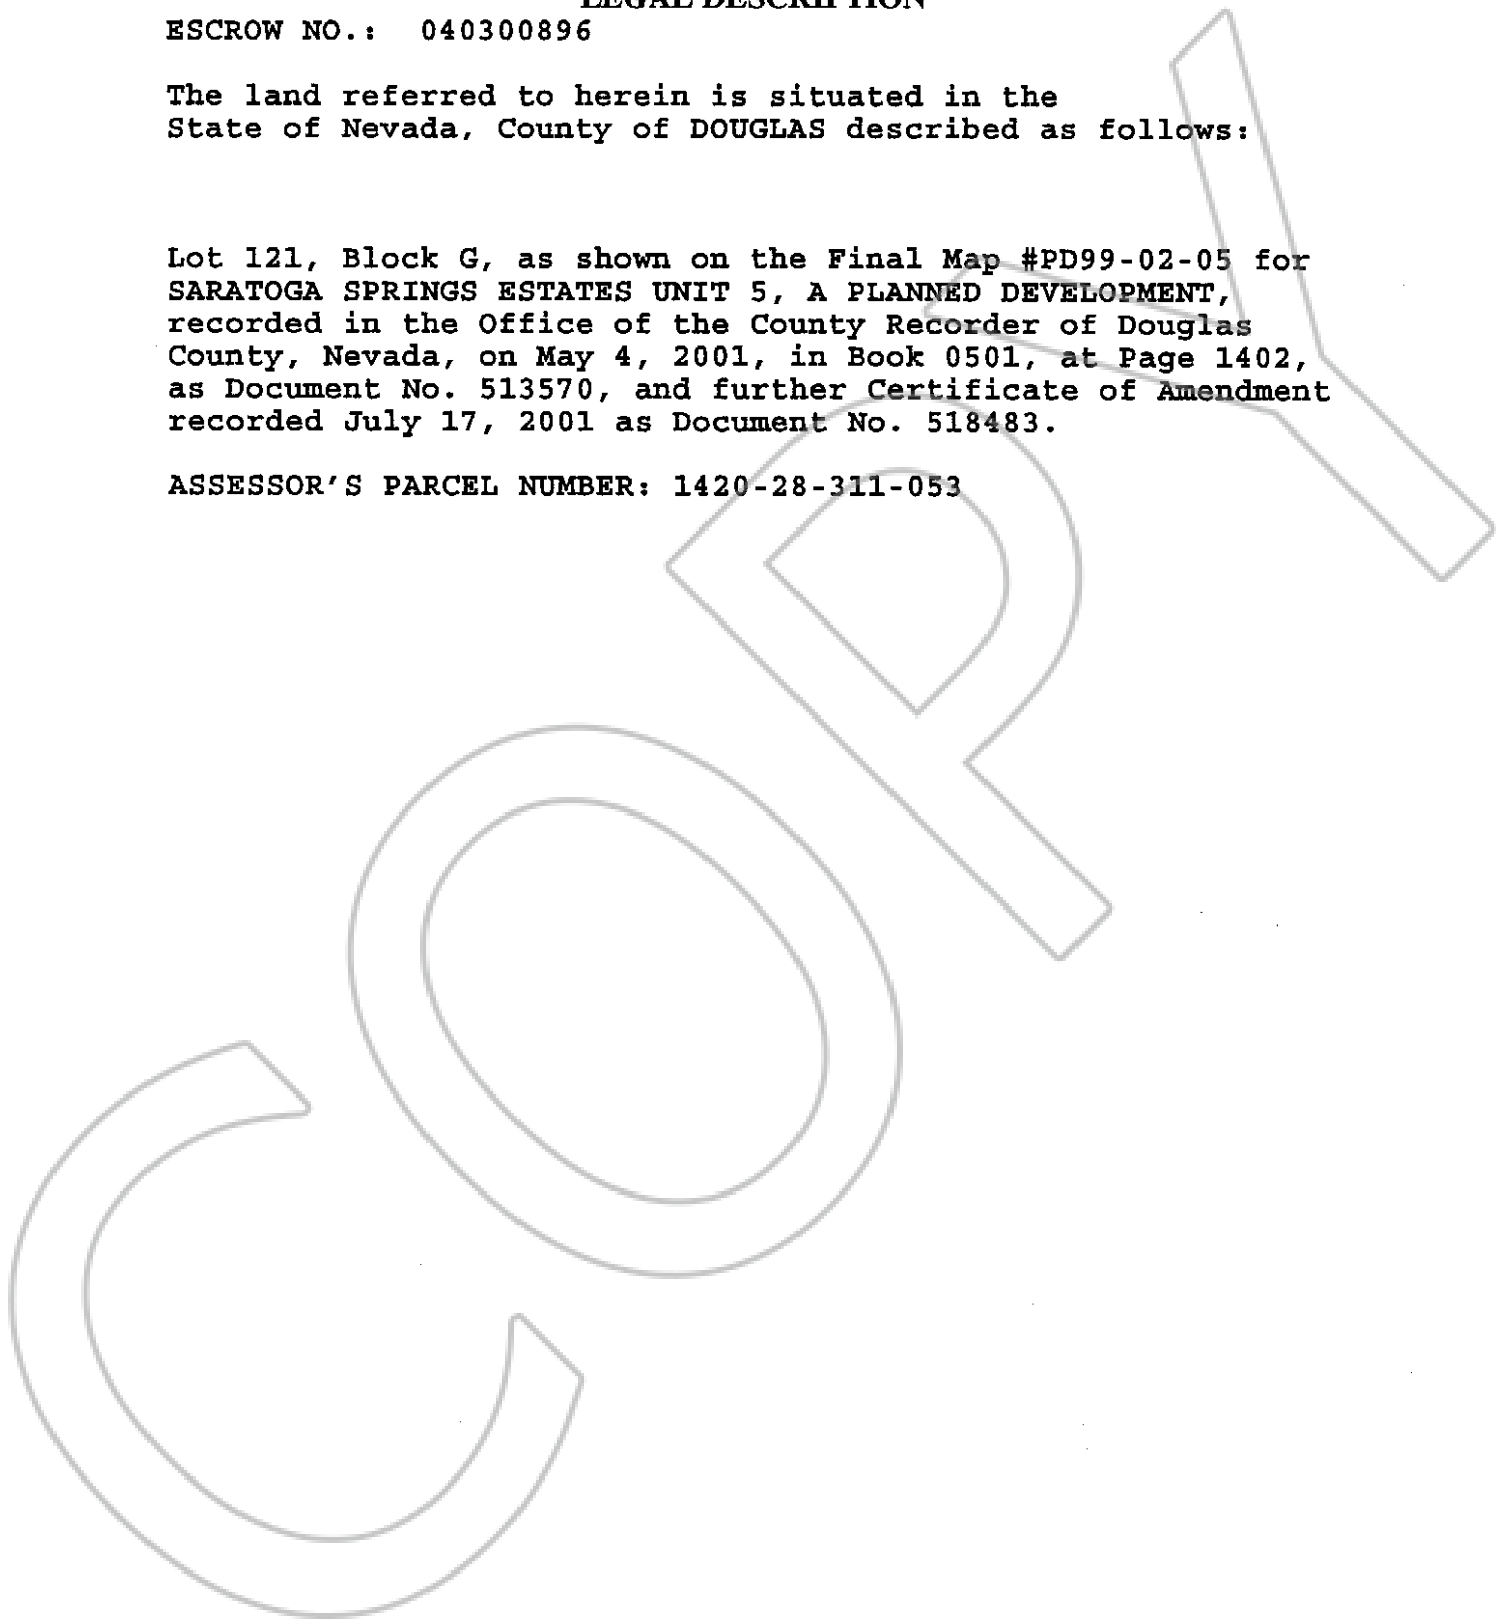 LEGAL DESCRIPTION
ESCROW NO.: 040300896
The land referred to herein is situated in the
State of Nevada, County of DOUGLAS described as follows:
Lot 121, Block G, as shown on the Final Map #PD99-02-05 for
SARATOGA SPRINGS ESTATES UNIT 5, A PLANNED DEVELOPMENT,
recorded in the Office of the County Recorder of Douglas
County, Nevada, on May 4, 2001, in Book 0501, at Page 1402,
as Document No. 513570, and further Certificate of Amendment
recorded July 17, 2001 as Document No. 518483.
ASSESSOR'S PARCEL NUMBER: 1420-28-311-053
COPY